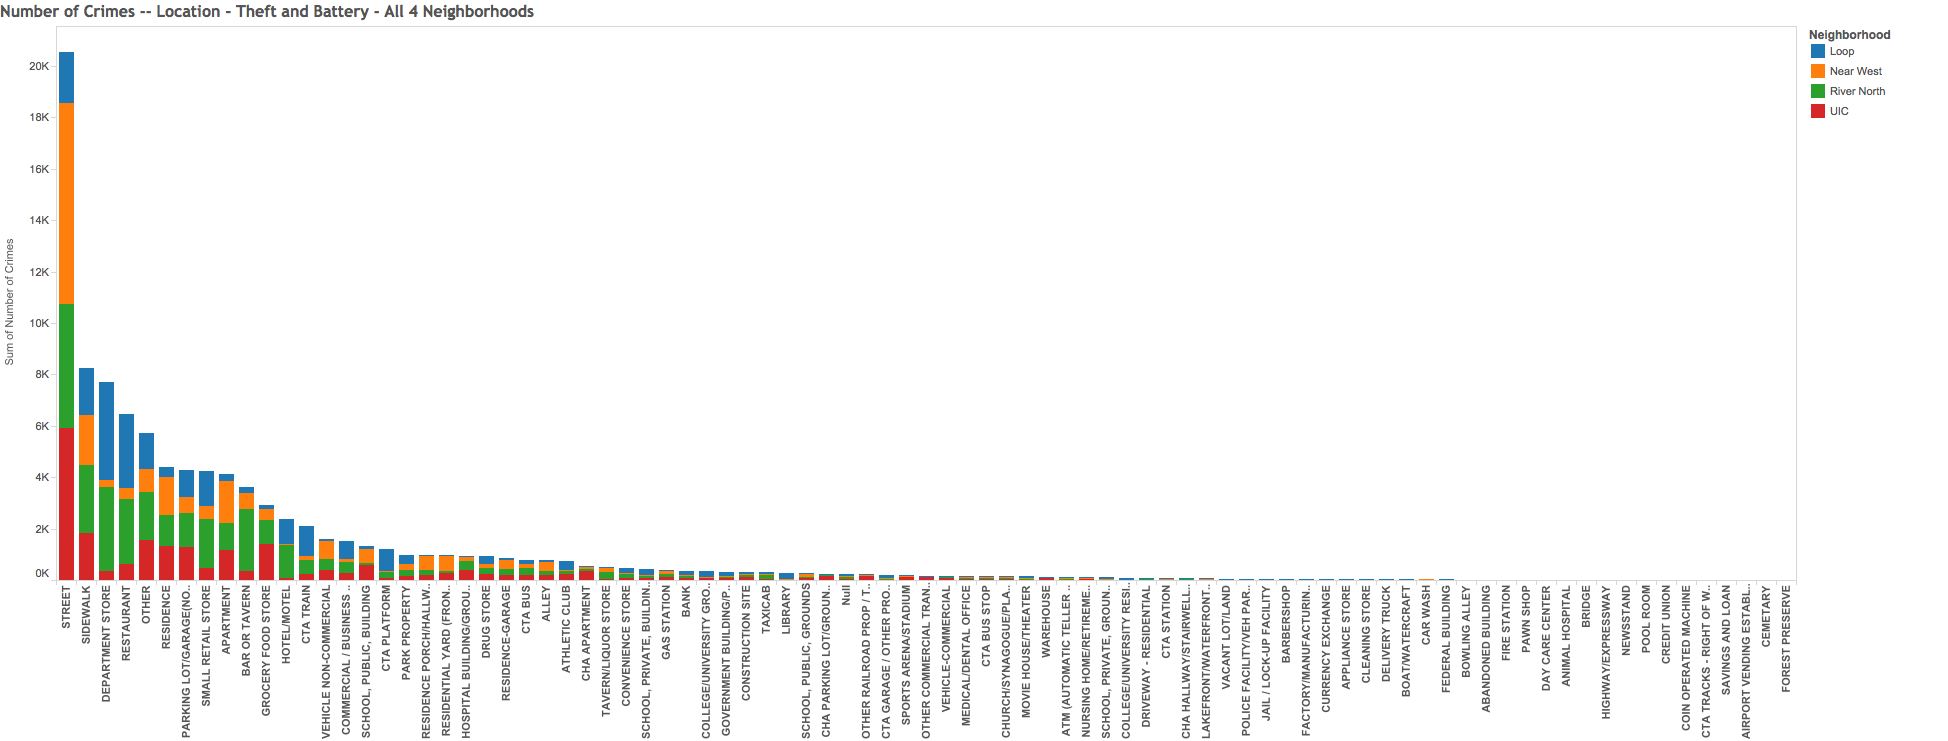 Number of Crimes -- Location - Theft and Battery - All 4 Neighborhoods
Neighborhood
Loop
Near West
River North
UIC
Sum of Number of Crimes
20K
18K
16K
14K
12K
10K
8K
6K
4K
2K
0K
STREET
SIDEWALK
DEPARTMENT STORE
RESTAURANT
OTHER
RESIDENCE
PARKING LOT/GARAGE(NO..
SMALL RETAIL STORE
APARTMENT
BAR OR TAVERN
GROCERY FOOD STORE
HOTEL/MOTEL
CTA TRAIN
VEHICLE NON-COMMERCIAL
COMMERCIAL / BUSINESS ..
SCHOOL, PUBLIC, BUILDING
CTA PLATFORM
PARK PROPERTY
RESIDENCE PORCH/HALLW..
RESIDENTIAL YARD (FRON..
HOSPITAL BUILDING/GROU..
DRUG STORE
RESIDENCE-GARAGE
CTA BUS
ALLEY
ATHLETIC CLUB
CHA APARTMENT
TAVERN/LIQUOR STORE
CONVENIENCE STORE
SCHOOL, PRIVATE, BUILDIN..
GAS STATION
BANK
COLLEGE/UNIVERSITY GRO..
GOVERNMENT BUILDING/P..
CONSTRUCTION SITE
TAXICAB
LIBRARY
SCHOOL, PUBLIC, GROUNDS
CHA PARKING LOT/GROUN..
Null
OTHER RAILROAD PROP / T..
CTA GARAGE / OTHER PRO..
SPORTS ARENA/STADIUM
OTHER COMMERCIAL TRAN..
VEHICLE-COMMERCIAL
MEDICAL/DENTAL OFFICE
CTA BUS STOP
CHURCH/SYNAGOGUE/PLA..
MOVIE HOUSE/THEATER
WAREHOUSE
ATM (AUTOMATIC TELLER ..
NURSING HOME/RETIREME..
SCHOOL, PRIVATE, GROUN..
COLLEGE/UNIVERSITY RESI..
DRIVEWAY - RESIDENTIAL
CTA STATION
CHA HALLWAY/STAIRWELL..
LAKEFRONT/WATERFRONT..
VACANT LOT/LAND
POLICE FACILITY/VEH PAR..
JAIL / LOCK-UP FACILITY
BARBERSHOP
FACTORY/MANUFACTURIN..
CURRENCY EXCHANGE
APPLIANCE STORE
CLEANING STORE
DELIVERY TRUCK
BOAT/WATERCRAFT
CAR WASH
FEDERAL BUILDING
BOWLING ALLEY
ABANDONED BUILDING
FIRE STATION
PAWN SHOP
DAY CARE CENTER
ANIMAL HOSPITAL
BRIDGE
HIGHWAY/EXPRESSWAY
NEWSSTAND
POOL ROOM
CREDIT UNION
COIN OPERATED MACHINE
CTA TRACKS - RIGHT OF W..
SAVINGS AND LOAN
AIRPORT VENDING ESTABL..
CEMETARY
FOREST PRESERVE